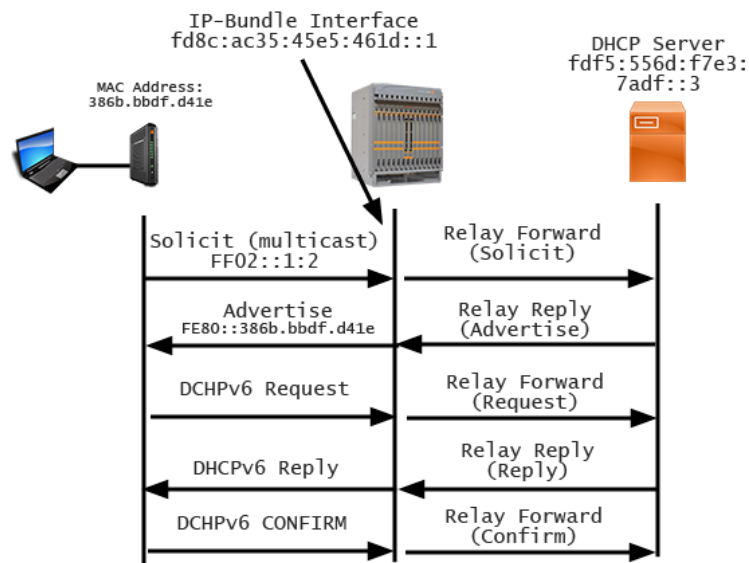 IP-Bundle Interface
fd8c:ac35:45e5:461d::1
DHCP Server
fdf5:556d:f7e3:
7adf::3
MAC Address:
386b.bbdf.d41e
Solicit (multicast)
FF02::1:2
Relay Forward
(Solicit)
Advertise
FE80::386b.bbdf.d41e
Relay Reply
(Advertise)
DCHPv6 Request
Relay Forward
(Request)
DHCPv6 Reply
Relay Reply
(Reply)
DCHPv6 CONFIRM
Relay Forward
(Confirm)